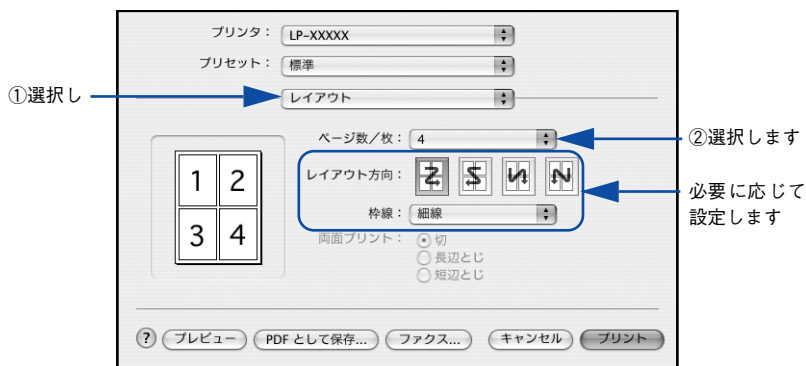 プリンタ： LP-XXXXX
プリセット： 標準
①選択し
レイアウト
ページ数／枚： 4
②選択します
レイアウト方向：
必要に応じて
設定します
枠線： 細線
両面プリント： 切
長辺とじ
短辺とじ
1 2
3 4
? プレビュー PDF として保存... ファクス... キャンセル プリント